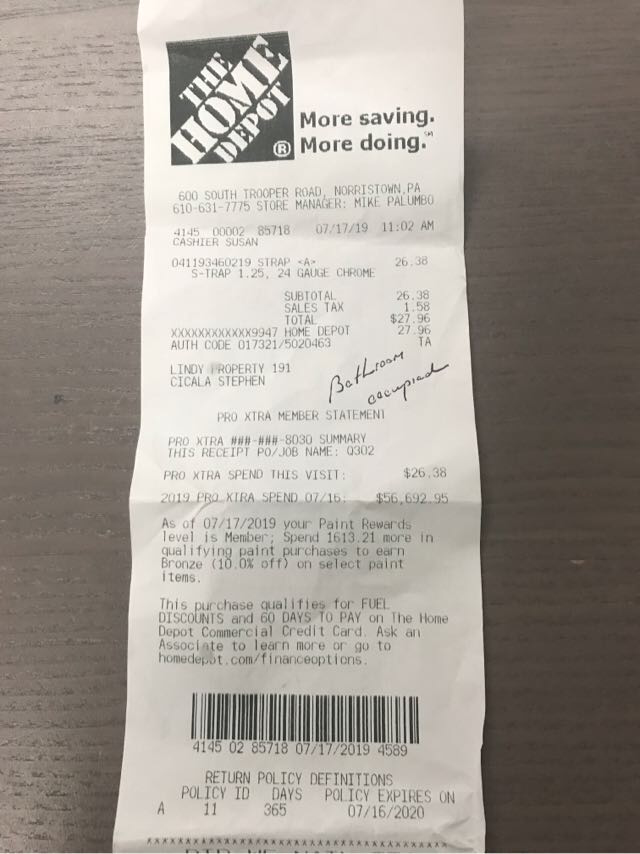 THE
HOME
DEPOT
®
More saving.
More doing.℠
600 SOUTH TROOPER ROAD, NORRISTOWN,PA
610-631-7775 STORE MANAGER: MIKE PALUMBO
4145 00002 85718 07/17/19 11:02 AM
CASHIER SUSAN
041193460219 STRAP <A> 26.38
S-TRAP 1.25, 24 GAUGE CHROME
SUBTOTAL 26.38
SALES TAX 1.58
TOTAL $27.96
XXXXXXXXXXXX9947 HOME DEPOT 27.96
AUTH CODE 017321/5020463 TA
LINDY PROPERTY 191
CICALA STEPHEN
Bathroom
occupied
PRO XTRA MEMBER STATEMENT
PRO XTRA ###-###-8030 SUMMARY
THIS RECEIPT PO/JOB NAME: Q302
PRO XTRA SPEND THIS VISIT: $26.38
2019 PRO XTRA SPEND 07/16: $56,692.95
As of 07/17/2019 your Paint Rewards
level is Member; Spend 1613.21 more in
qualifying paint purchases to earn
Bronze (10.0% off) on select paint
items.
This purchase qualifies for FUEL
DISCOUNTS and 60 DAYS TO PAY on The Home
Depot Commercial Credit Card. Ask an
Associate to learn more or go to
homedepot.com/financeoptions.
4145 02 85718 07/17/2019 4589
RETURN POLICY DEFINITIONS
POLICY ID DAYS POLICY EXPIRES ON
A 11 365 07/16/2020